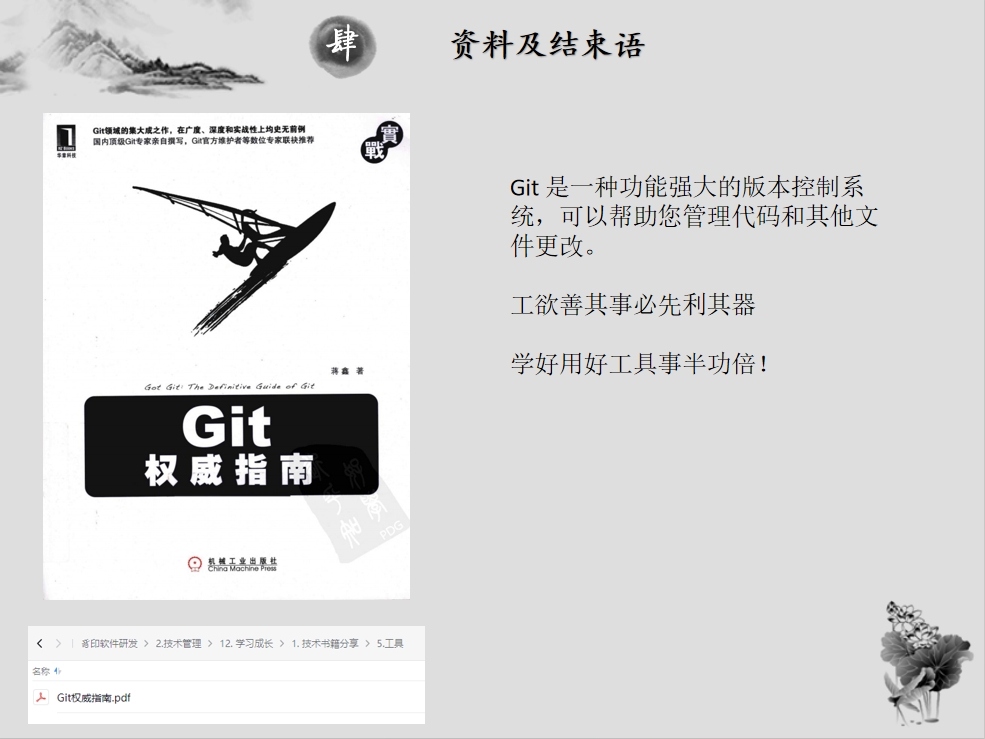 肆
资料及结束语
Git领域的集大成之作，在广度、深度和实战性上均史无前例
国内顶级Git专家亲自撰写，Git官方维护者等数位专家联袂推荐
華章科技
實
戰
蒋鑫 著
Got Git: The Definitive Guide of Git
Git
权威指南
PDG
机械工业出版社
China Machine Press
Git 是一种功能强大的版本控制系
统，可以帮助您管理代码和其他文
件更改。
工欲善其事必先利其器
学好用好工具事半功倍！
印软件研发 > 2.技术管理 > 12. 学习成长 > 1. 技术书籍分享 > 5.工具
名称
Git权威指南.pdf